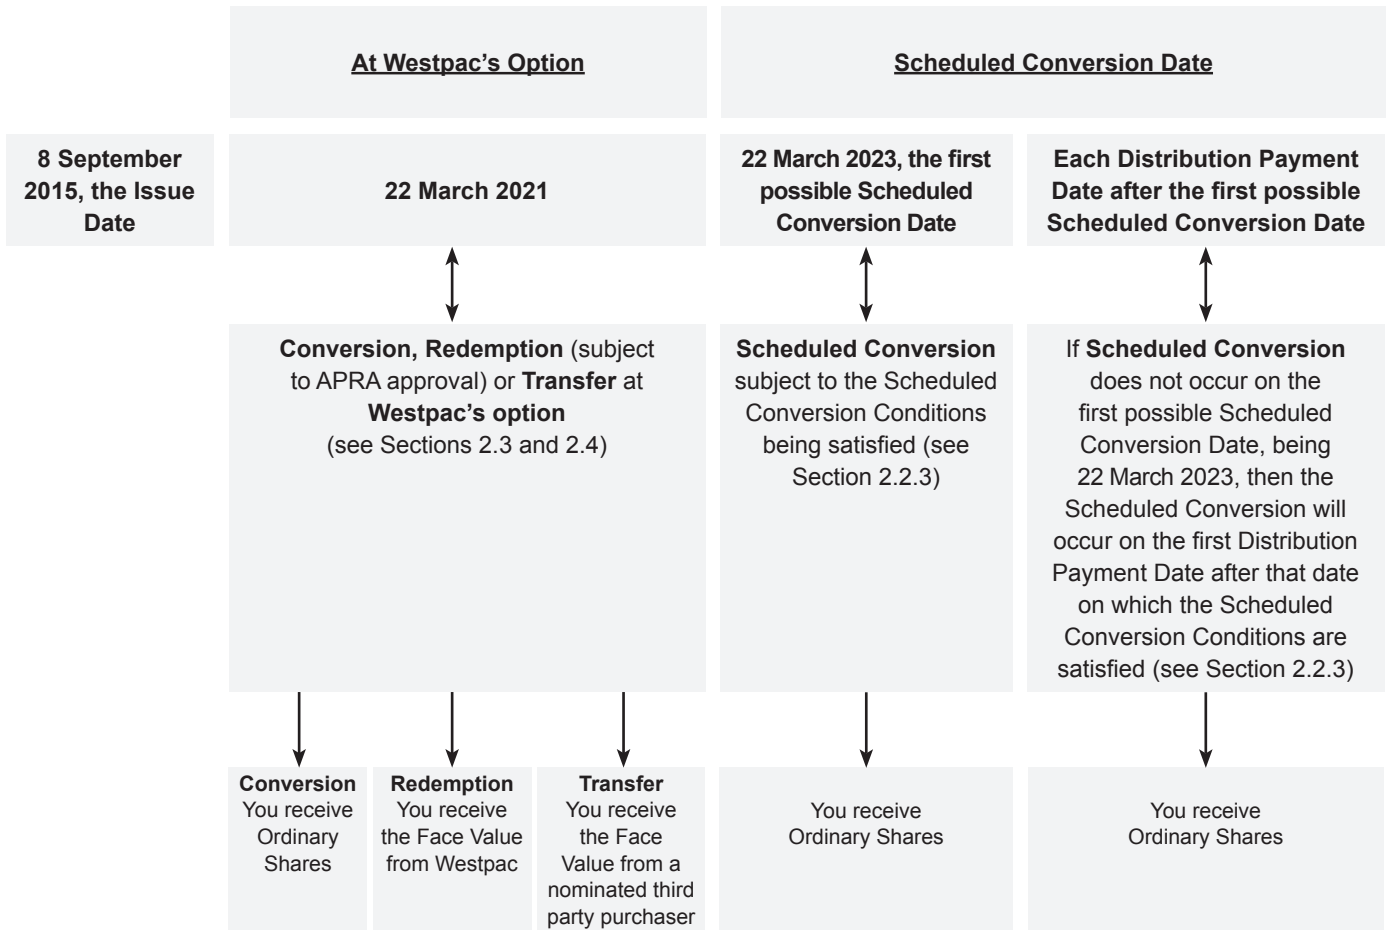 At Westpac's Option
Scheduled Conversion Date
8 September
2015, the Issue
Date
22 March 2021
22 March 2023, the first
possible Scheduled
Conversion Date
Each Distribution Payment
Date after the first possible
Scheduled Conversion Date
Conversion, Redemption (subject
to APRA approval) or Transfer at
Westpac's option
(see Sections 2.3 and 2.4)
Scheduled Conversion
subject to the Scheduled
Conversion Conditions
being satisfied (see
Section 2.2.3)
If Scheduled Conversion
does not occur on the
first possible Scheduled
Conversion Date, being
22 March 2023, then the
Scheduled Conversion will
occur on the first Distribution
Payment Date after that date
on which the Scheduled
Conversion Conditions are
satisfied (see Section 2.2.3)
Conversion
You receive
Ordinary
Shares
Redemption
You receive
the Face Value
from Westpac
Transfer
You receive
the Face
Value from a
nominated third
party purchaser
You receive
Ordinary Shares
You receive
Ordinary Shares